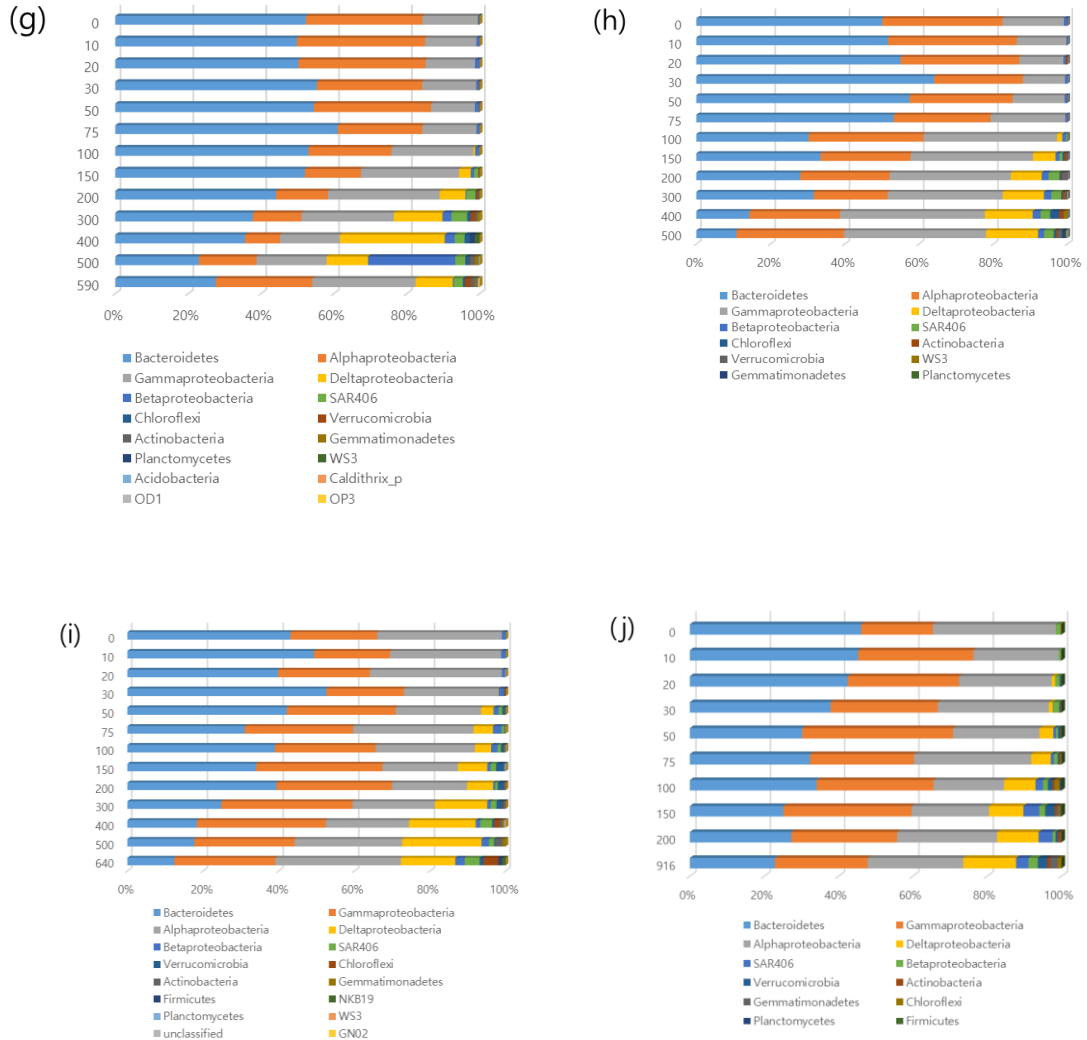 (g)
0
10
20
30
50
75
100
150
200
300
400
500
590
0% 20% 40% 60% 80% 100%
Bacteroidetes Alphaproteobacteria
Gammaproteobacteria Deltaproteobacteria
Betaproteobacteria SAR406
Chloroflexi Verrucomicrobia
Actinobacteria Gemmatimonadetes
Planctomycetes WS3
Acidobacteria Caldithrix_p
OD1 OP3
(h)
0
10
20
30
50
75
100
150
200
300
400
500
0% 20% 40% 60% 80% 100%
Bacteroidetes Alphaproteobacteria
Gammaproteobacteria Deltaproteobacteria
Betaproteobacteria SAR406
Chloroflexi Actinobacteria
Verrucomicrobia WS3
Gemmatimonadetes Planctomycetes
(i)
0
10
20
30
50
75
100
150
200
300
400
500
640
0% 20% 40% 60% 80% 100%
Bacteroidetes Gammaproteobacteria
Alphaproteobacteria Deltaproteobacteria
Betaproteobacteria SAR406
Verrucomicrobia Chloroflexi
Actinobacteria Gemmatimonadetes
Firmicutes NKB19
Planctomycetes WS3
unclassified GN02
(j)
0
10
20
30
50
75
100
150
200
916
0% 20% 40% 60% 80% 100%
Bacteroidetes Gammaproteobacteria
Alphaproteobacteria Deltaproteobacteria
SAR406 Betaproteobacteria
Verrucomicrobia Actinobacteria
Gemmatimonadetes Chloroflexi
Planctomycetes Firmicutes